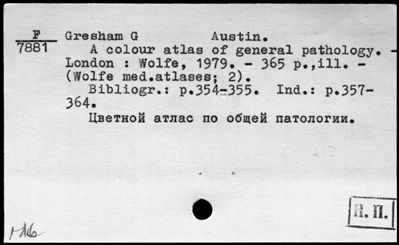 F
7881
Gresham G Austin.
A colour atlas of general pathology. -
London : Wolfe, 1979. - 365 p.,ill. -
(Wolfe med.atlases; 2).
Bibliogr.: p.354-355. Ind.: p.357-
364.
Цветной атлас по общей патологии.
П. П.